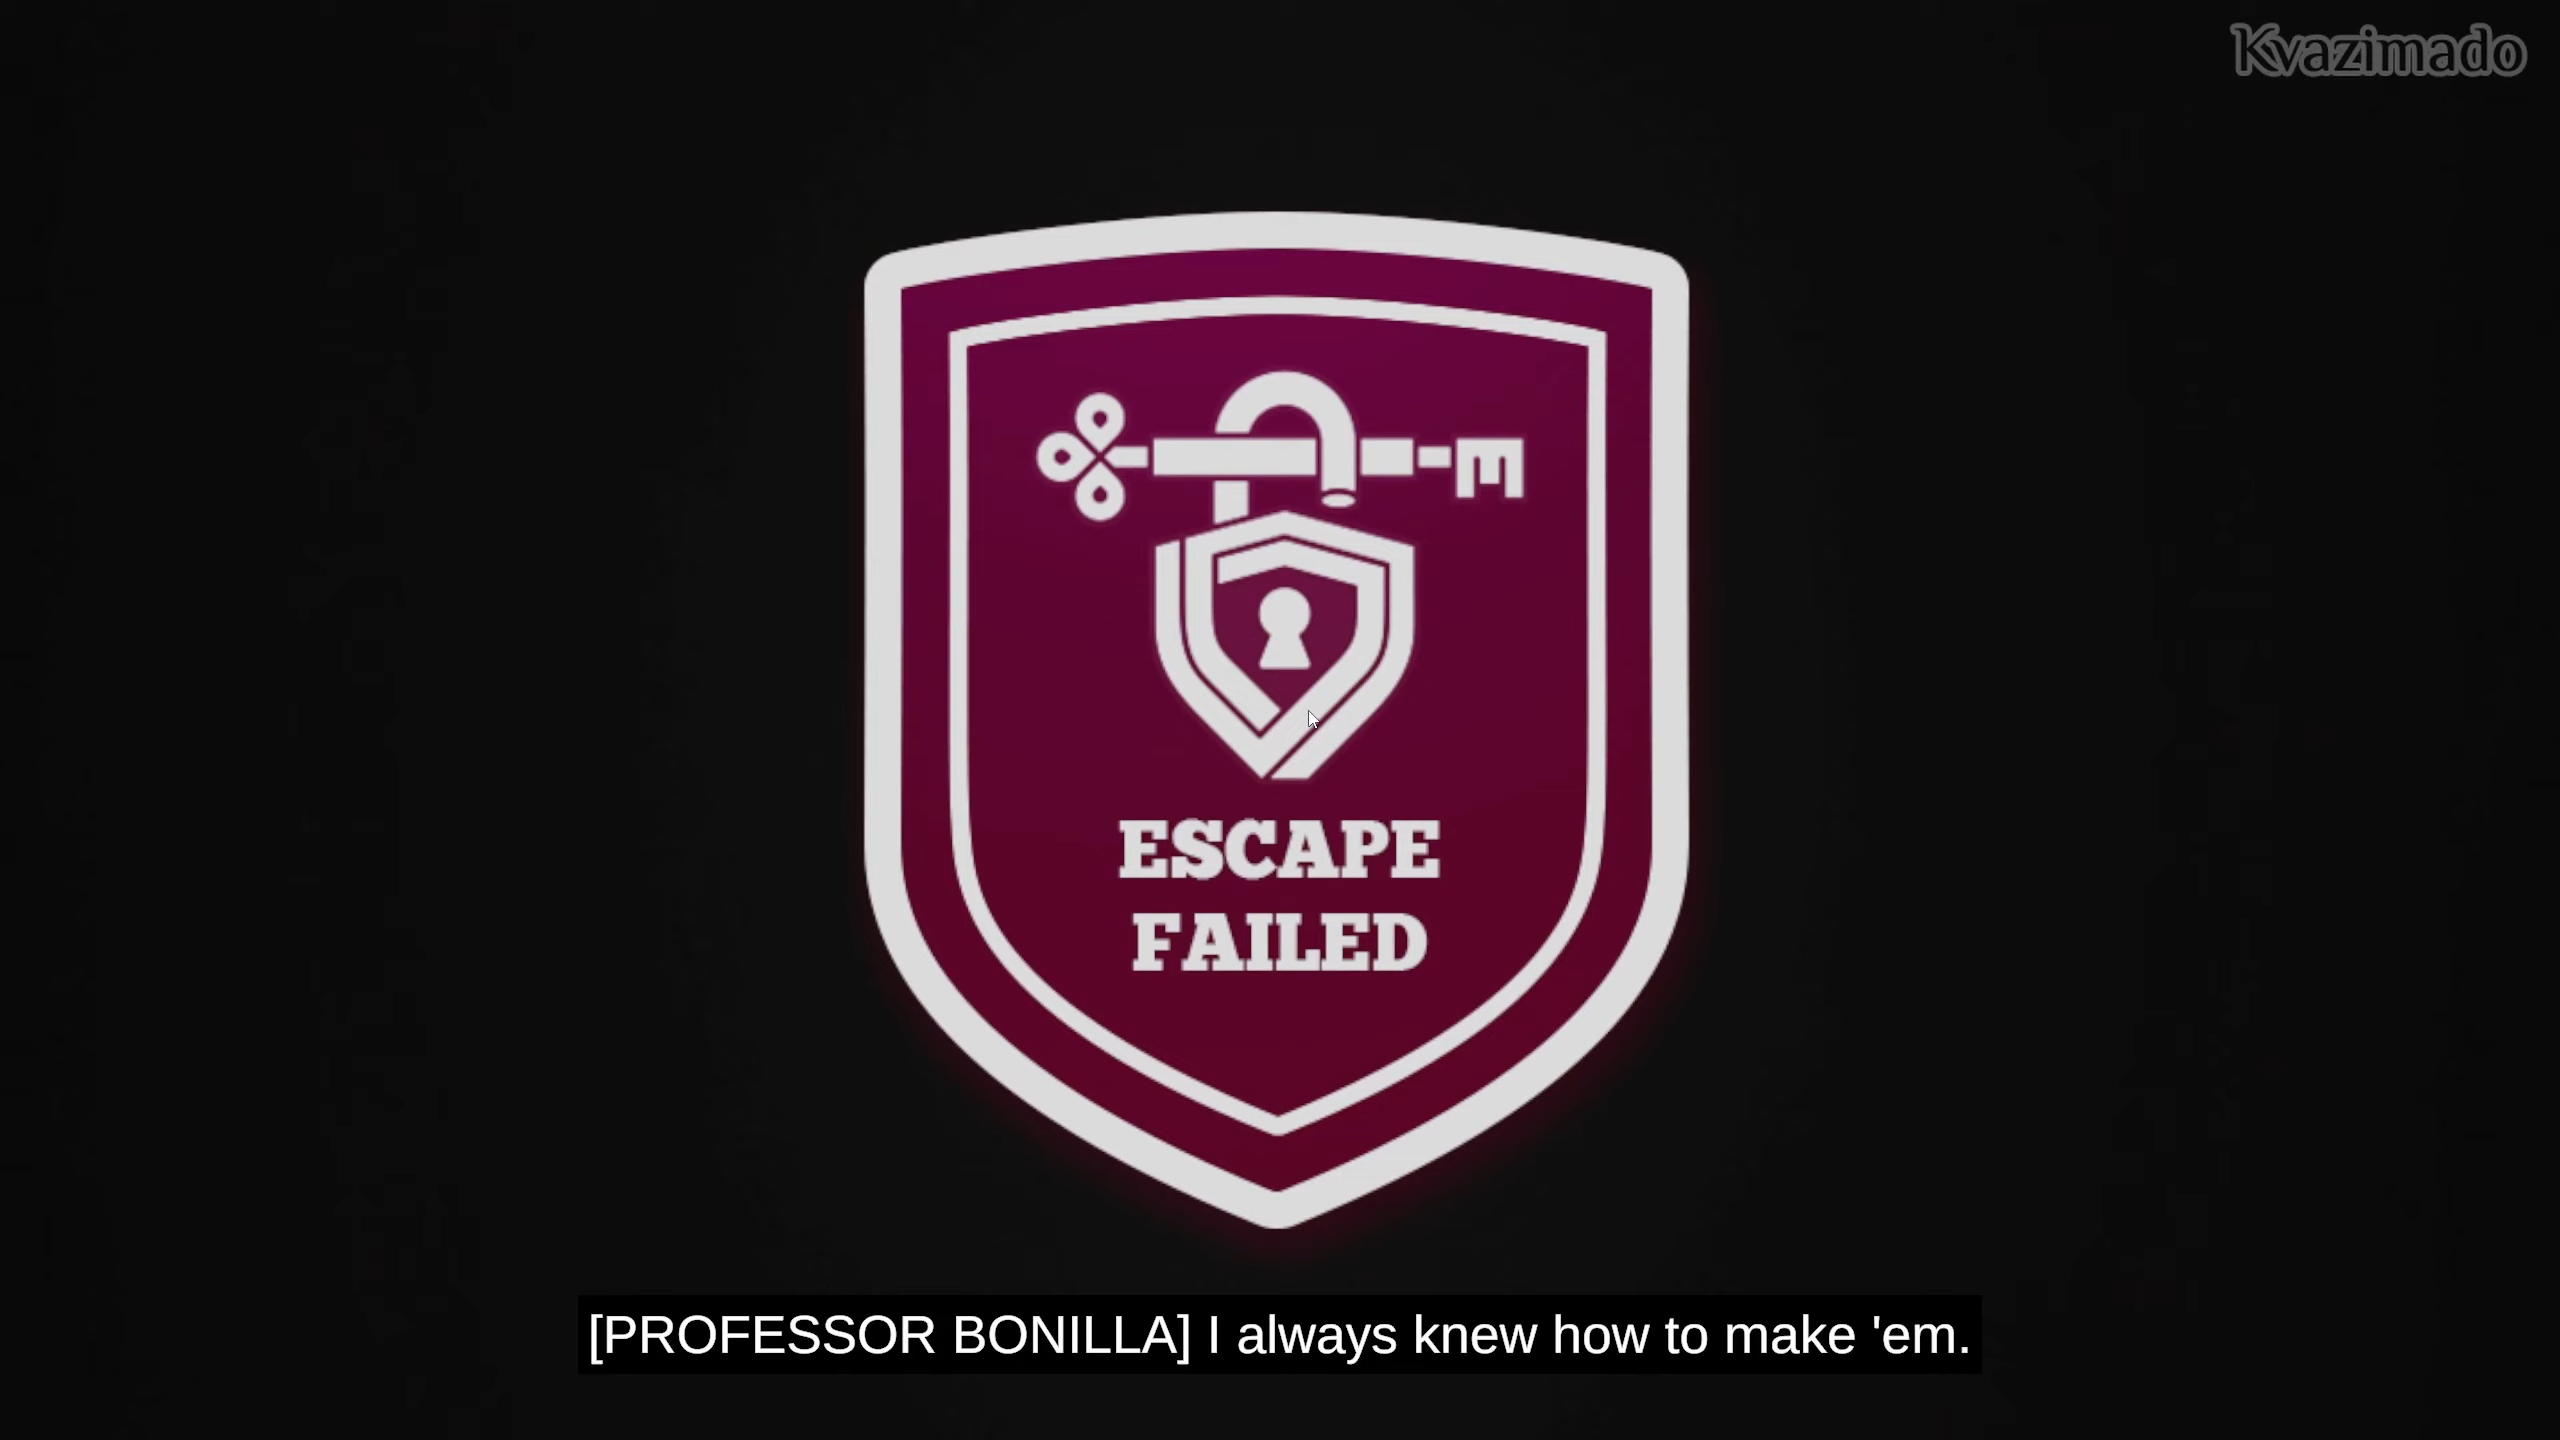 Kvazimado
ESCAPE
FAILED
[PROFESSOR BONILLA] I always knew how to make 'em.